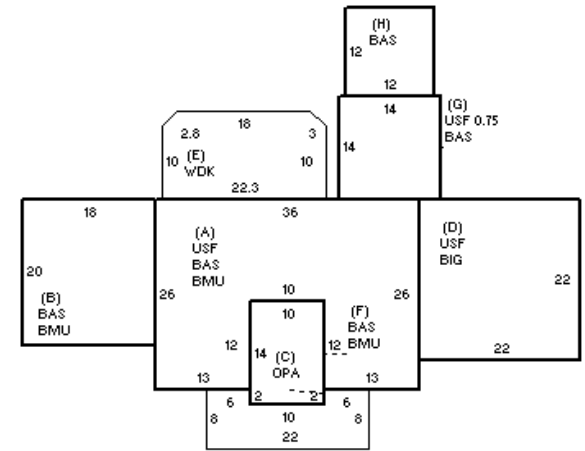 (H)
BAS
12
12
14
(G)
USF 0.75
BAS
14
18
2.8
3
(E)
WDK
10
10
22.3
18
36
(A)
USF
BAS
BMU
(D)
USF
BIG
20
(B)
BAS
BMU
26
26
22
10
10
(F)
BAS
BMU
12
12
14
(C)
OPA
22
13
13
6
2
2
6
8
10
8
22